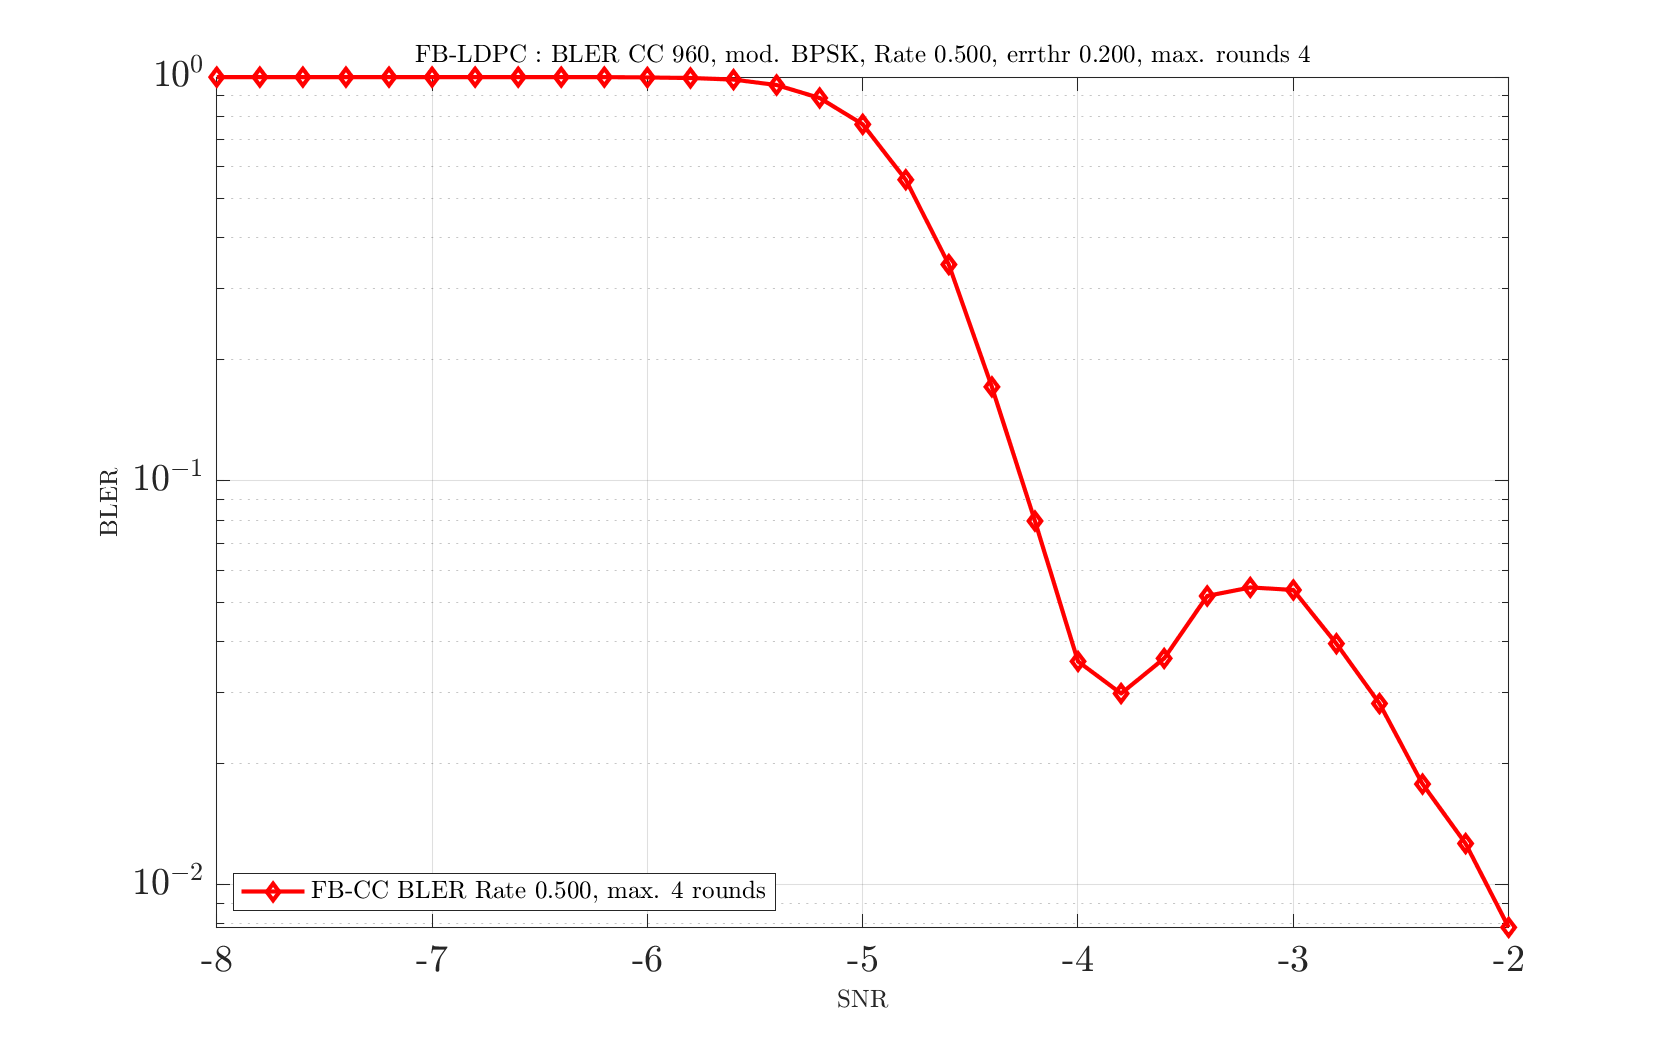 FB-LDPC : BLER CC 960, mod. BPSK, Rate 0.500, errthr 0.200, max. rounds 4
10^0
10^{-1}
10^{-2}
BLER
FB-CC BLER Rate 0.500, max. 4 rounds
-8 -7 -6 -5 -4 -3 -2
SNR